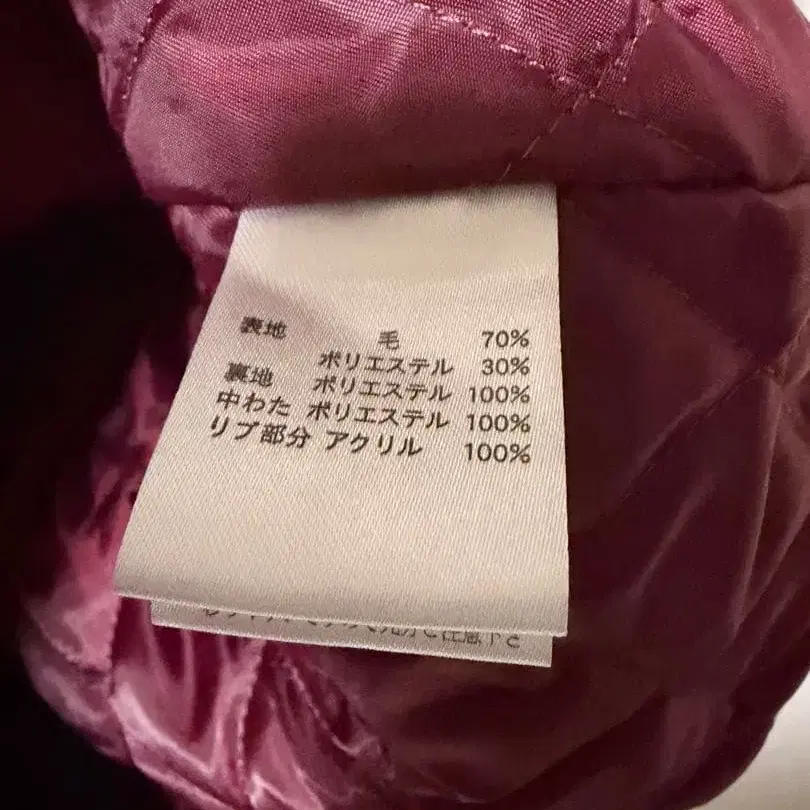 表地 毛 70%
ポリエステル 30%
裏地 ポリエステル 100%
中わた ポリエステル 100%
リブ部分 アクリル 100%